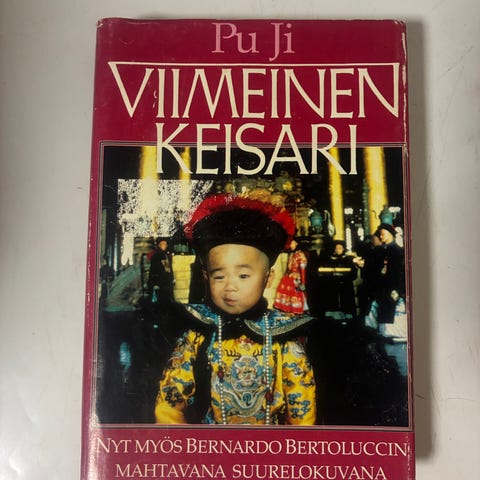 Pu Ji
VIIMEINEN
KEISARI
NYT MYÖS BERNARDO BERTOLUCCIN
MAHTAVANA SUURELOKUVANA